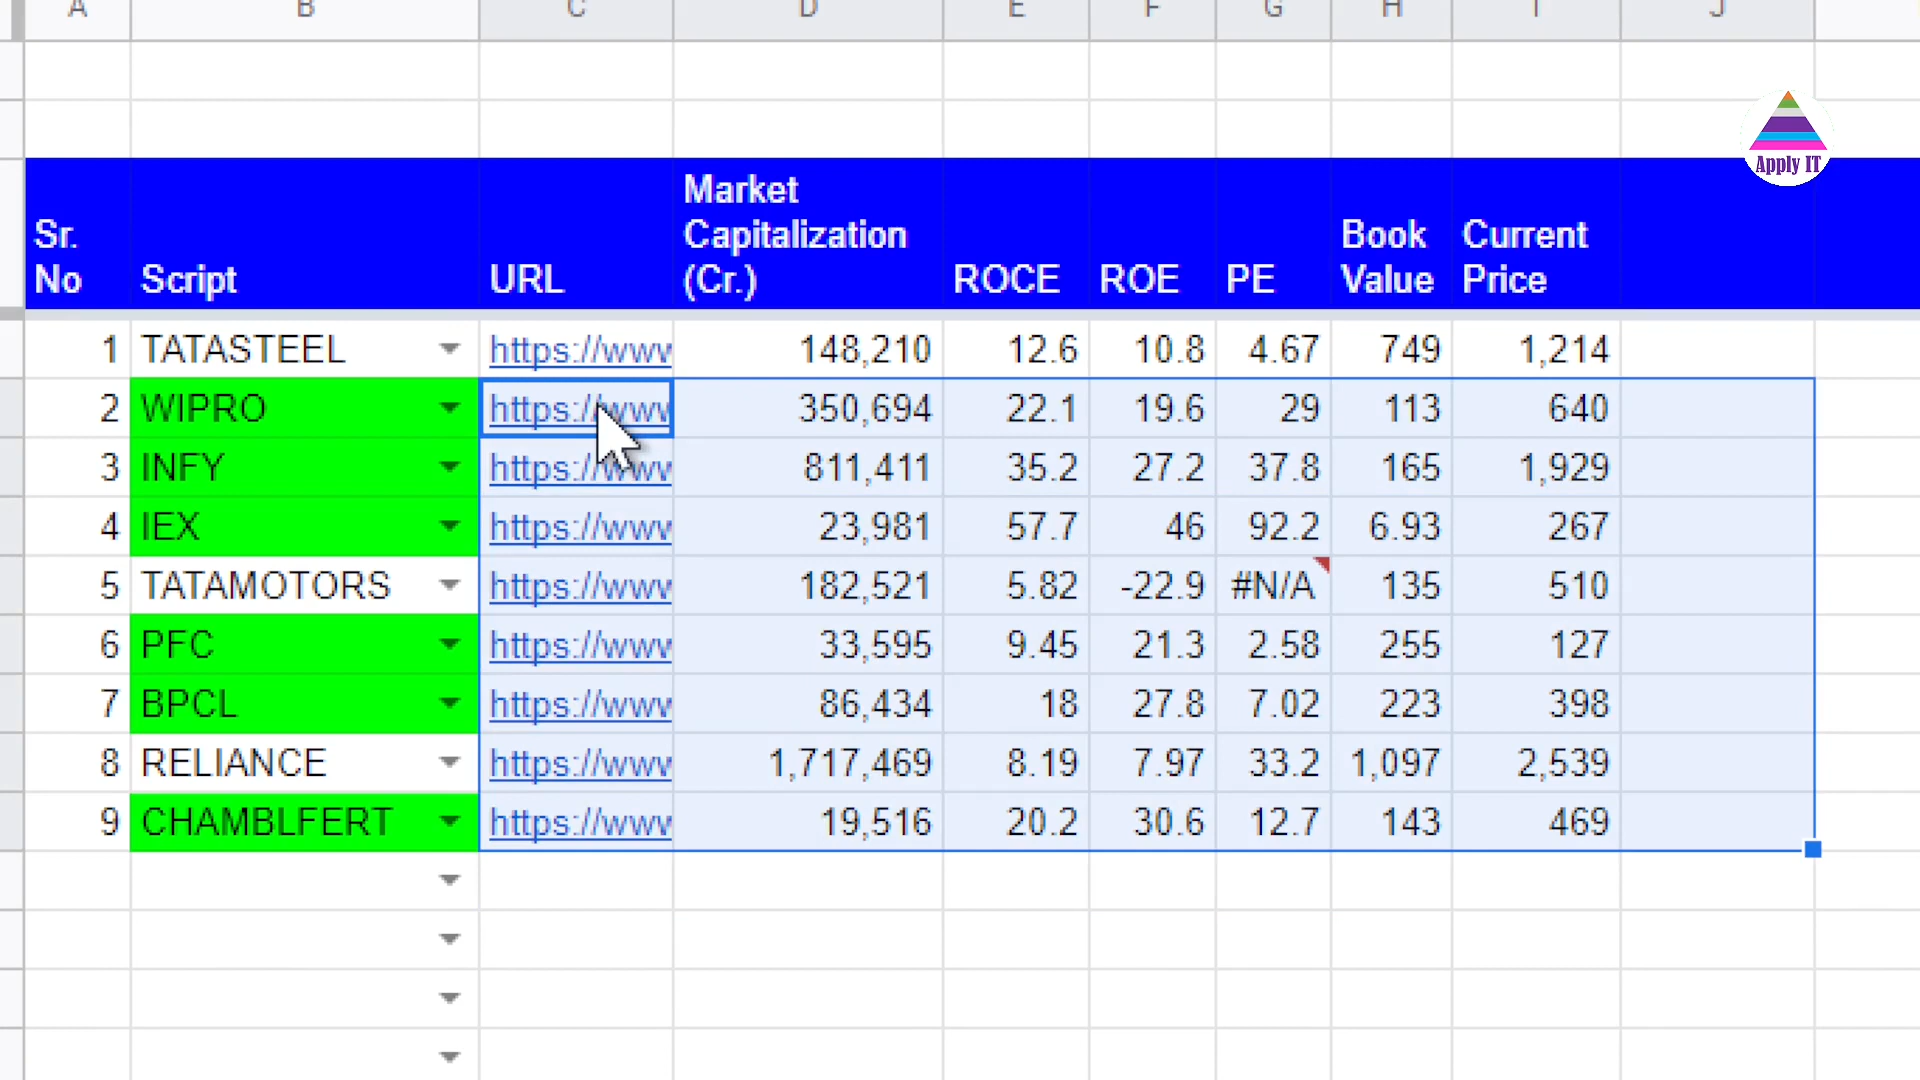 A B C D E F G H I J
Apply IT
Sr. No Script URL Market Capitalization (Cr.) ROCE ROE PE Book Value Current Price
1 TATASTEEL https://www 148,210 12.6 10.8 4.67 749 1,214
2 WIPRO https://www 350,694 22.1 19.6 29 113 640
3 INFY https://www 811,411 35.2 27.2 37.8 165 1,929
4 IEX https://www 23,981 57.7 46 92.2 6.93 267
5 TATAMOTORS https://www 182,521 5.82 -22.9 #N/A 135 510
6 PFC https://www 33,595 9.45 21.3 2.58 255 127
7 BPCL https://www 86,434 18 27.8 7.02 223 398
8 RELIANCE https://www 1,717,469 8.19 7.97 33.2 1,097 2,539
9 CHAMBLFERT https://www 19,516 20.2 30.6 12.7 143 469